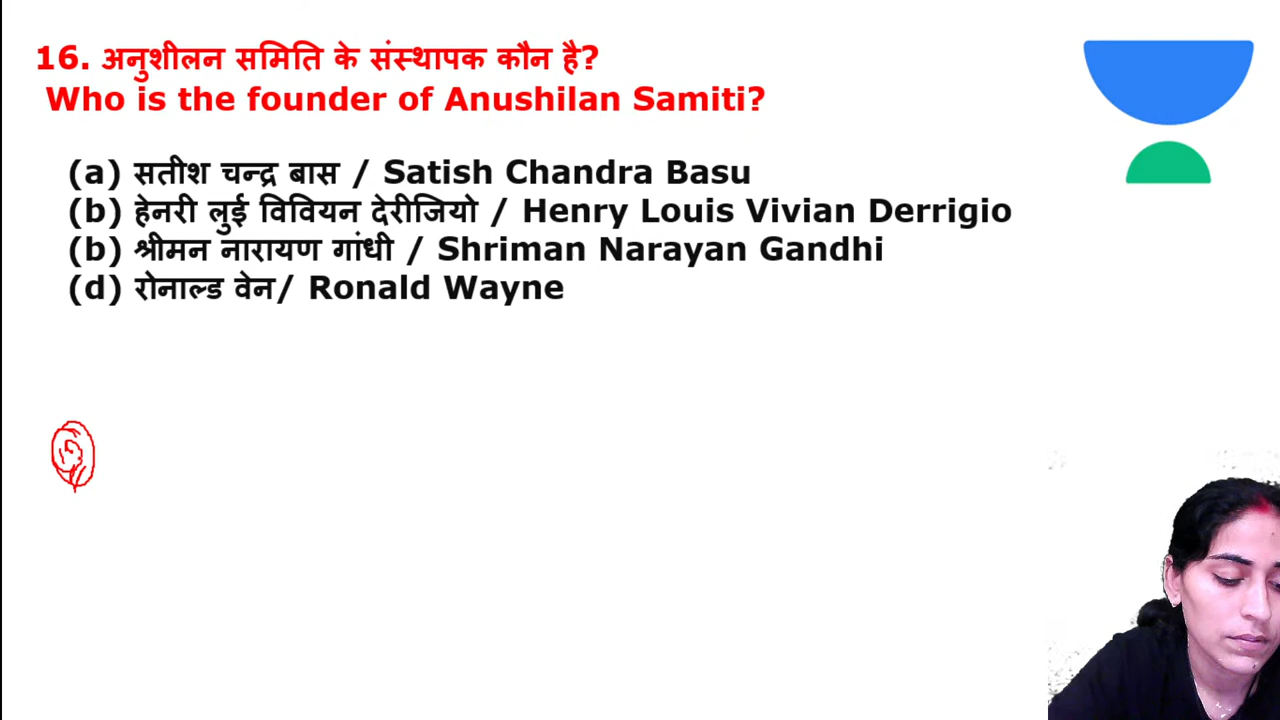 16. अनुशीलन समिति के संस्थापक कौन है?
Who is the founder of Anushilan Samiti?
(a) सतीश चन्द्र बास / Satish Chandra Basu
(b) हेनरी लुई विवियन देरीजियो / Henry Louis Vivian Derrigio
(b) श्रीमन नारायण गांधी / Shriman Narayan Gandhi
(d) रोनाल्ड वेन/ Ronald Wayne